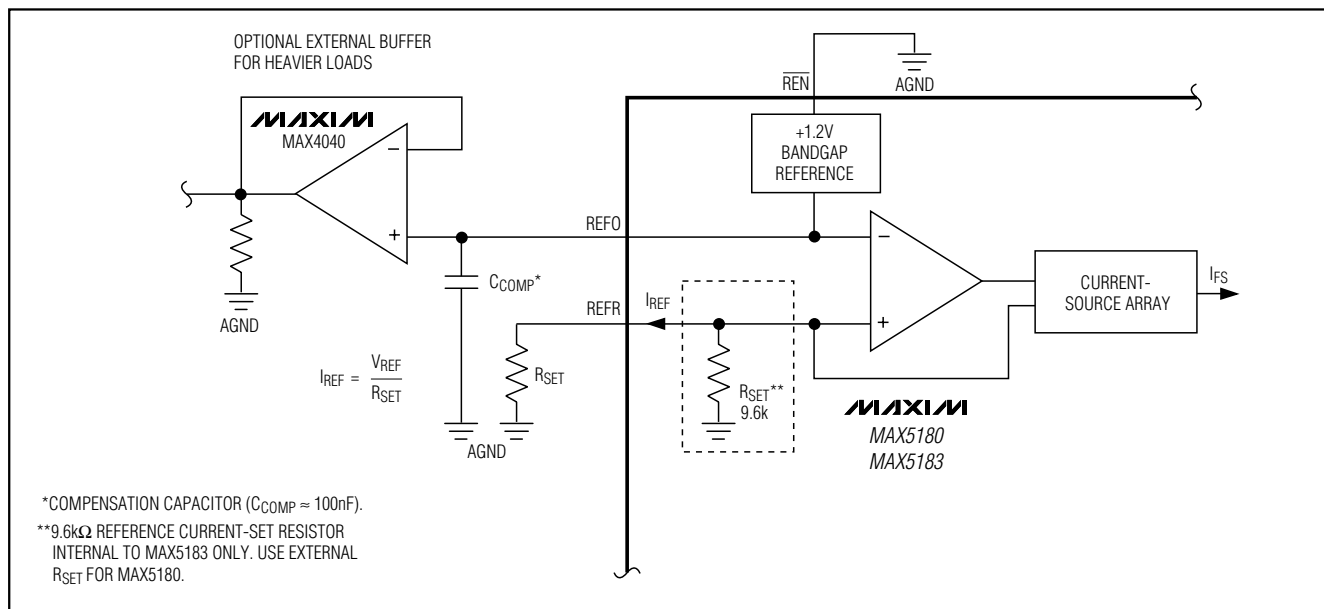 OPTIONAL EXTERNAL BUFFER
FOR HEAVIER LOADS
MAXIM
MAX4040
−
+
AGND
REN
AGND
+1.2V
BANDGAP
REFERENCE
REFO
−
+
CCOMP*
REFR
IREF
RSET
RSET**
9.6k
CURRENT-
SOURCE ARRAY
IFS
IREF = VREF
RSET
AGND
MAXIM
MAX5180
MAX5183
*COMPENSATION CAPACITOR (CCOMP ≈ 100nF).
**9.6kΩ REFERENCE CURRENT-SET RESISTOR
INTERNAL TO MAX5183 ONLY. USE EXTERNAL
RSET FOR MAX5180.